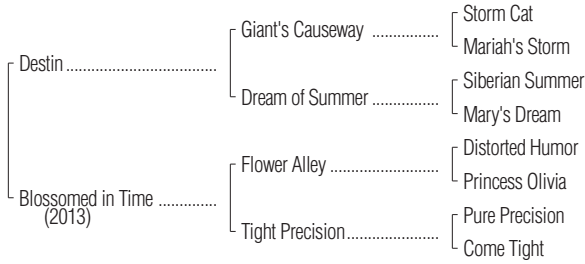 Storm Cat
Giant's Causeway ................
Mariah's Storm
Destin ....................................
Siberian Summer
Dream of Summer ................
Mary's Dream
Distorted Humor
Flower Alley ..........................
Princess Olivia
Blossomed in Time ..............
(2013)
Pure Precision
Tight Precision ......................
Come Tight